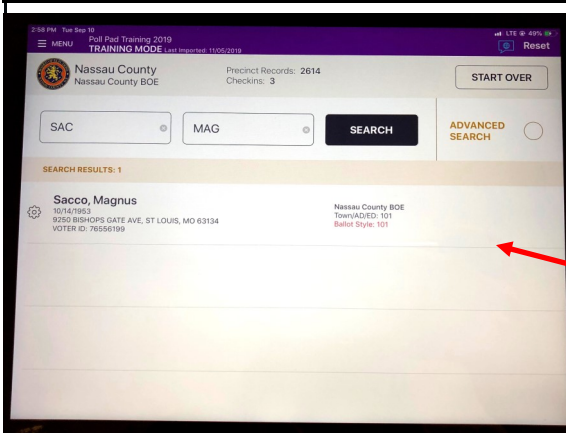 2:58 PM Tue Sep 10
LTE 49%
MENU
Poll Pad Training 2019
TRAINING MODE Last Imported: 11/05/2019
Reset
Nassau County
Nassau County BOE
Precinct Records: 2614
Checkins: 3
START OVER
SAC
MAG
SEARCH
ADVANCED
SEARCH
SEARCH RESULTS: 1
Sacco, Magnus
10/14/1953
9250 BISHOPS GATE AVE, ST LOUIS, MO 63134
VOTER ID: 76556199
Nassau County BOE
Town/AD/ED: 101
Ballot Style: 101